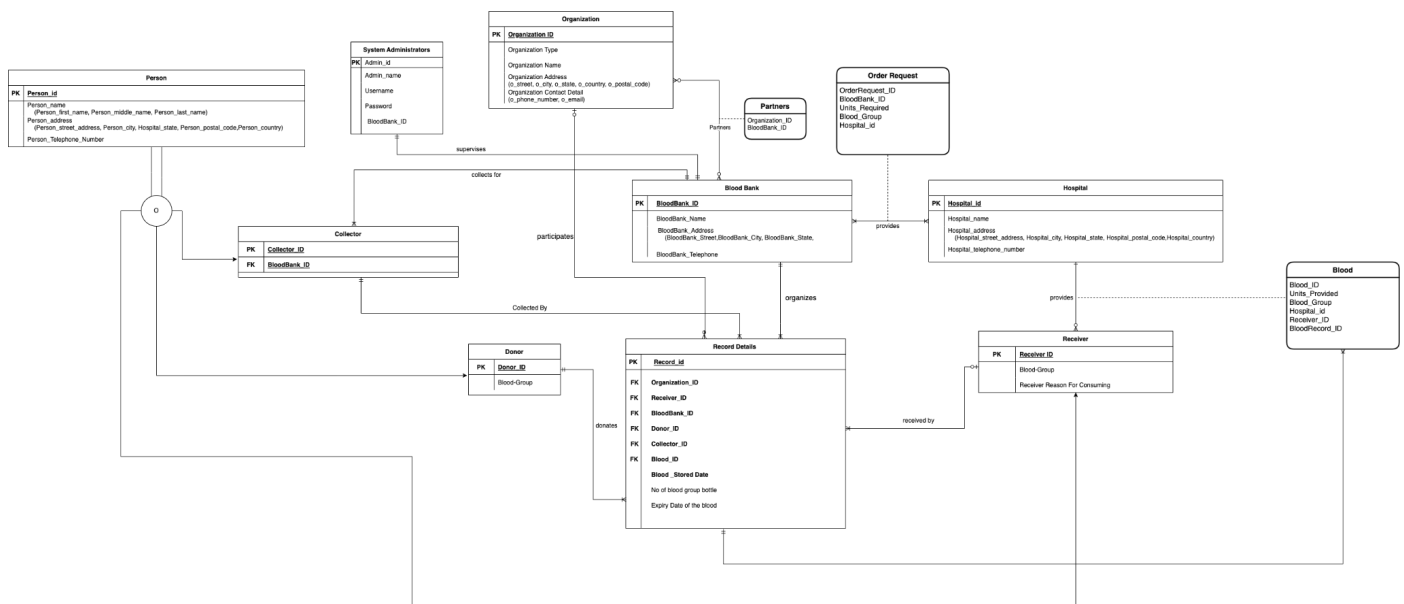 Organization
PK Organization ID
Organization Type
Organization Name
Organization Address
(o_street, o_city, o_state, o_country, o_postal_code)
Organization Contact Detail
(o_phone_number, o_email)
System Administrators
PK Admin_id
Admin_name
Username
Password
BloodBank_ID
Person
PK Person_id
Person_name
(Person_first_name, Person_middle_name, Person_last_name)
Person_address
(Person_street_address, Person_city, Hospital_state, Person_postal_code,Person_country)
Person_Telephone_Number
Order Request
OrderRequest_ID
BloodBank_ID
Units_Required
Blood_Group
Hospital_id
Partners
Organization_ID
BloodBank_ID
Partners
supervises
collects for
O
Blood Bank
PK BloodBank_ID
BloodBank_Name
BloodBank_Address
(BloodBank_Street,BloodBank_City, BloodBank_State,
BloodBank_Telephone
provides
Hospital
PK Hospital_id
Hospital_name
Hospital_address
(Hospital_street_address, Hospital_city, Hospital_state, Hospital_postal_code,Hospital_country)
Hospital_telephone_number
Collector
PK Collector_ID
FK BloodBank_ID
participates
organizes
provides
Blood
Blood_ID
Units_Provided
Blood_Group
Hospital_id
Receiver_ID
BloodRecord_ID
Collected By
Donor
PK Donor_ID
Blood-Group
donates
Record Details
PK Record_id
FK Organization_ID
FK Receiver_ID
FK BloodBank_ID
FK Donor_ID
FK Collector_ID
FK Blood_ID
Blood _Stored Date
No of blood group bottle
Expiry Date of the blood
received by
Receiver
PK Receiver ID
Blood-Group
Receiver Reason For Consuming